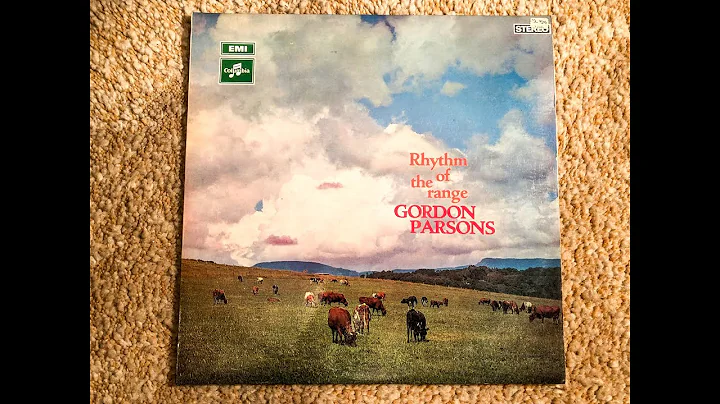 EMI
Columbia
STEREO
Rhythm
of
the
range
GORDON
PARSONS